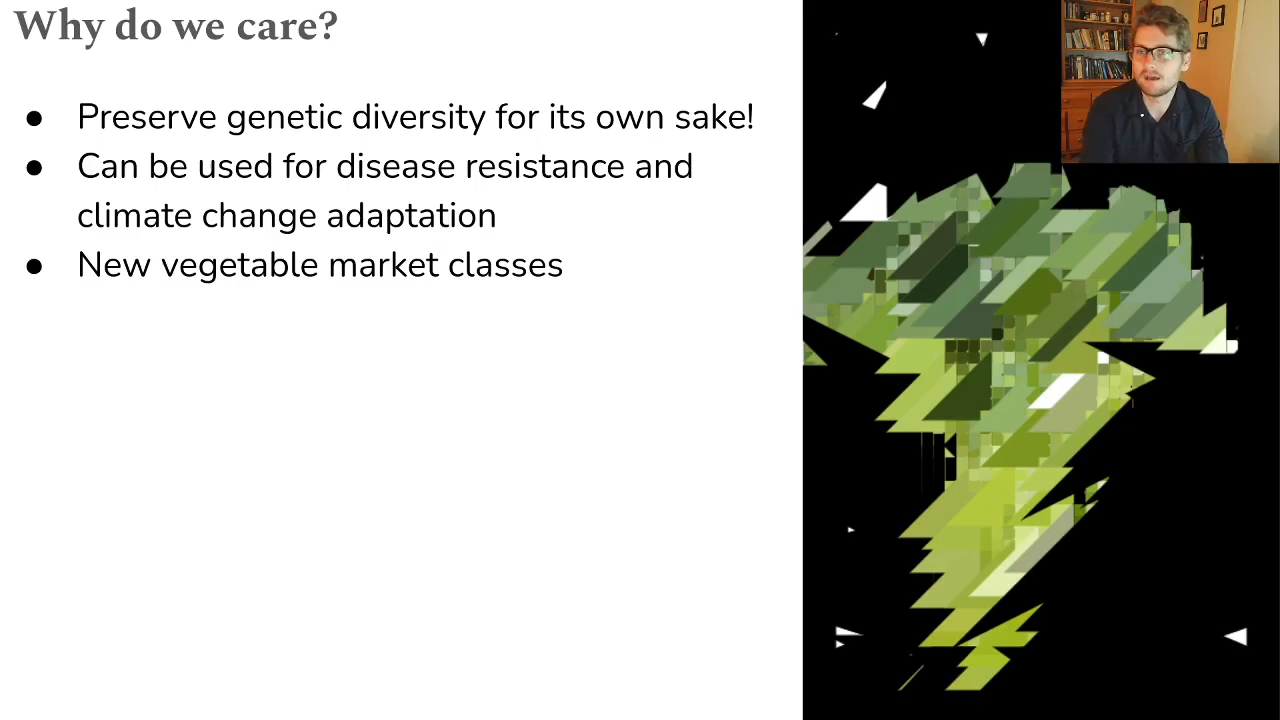 Why do we care?
● Preserve genetic diversity for its own sake!
● Can be used for disease resistance and
climate change adaptation
● New vegetable market classes